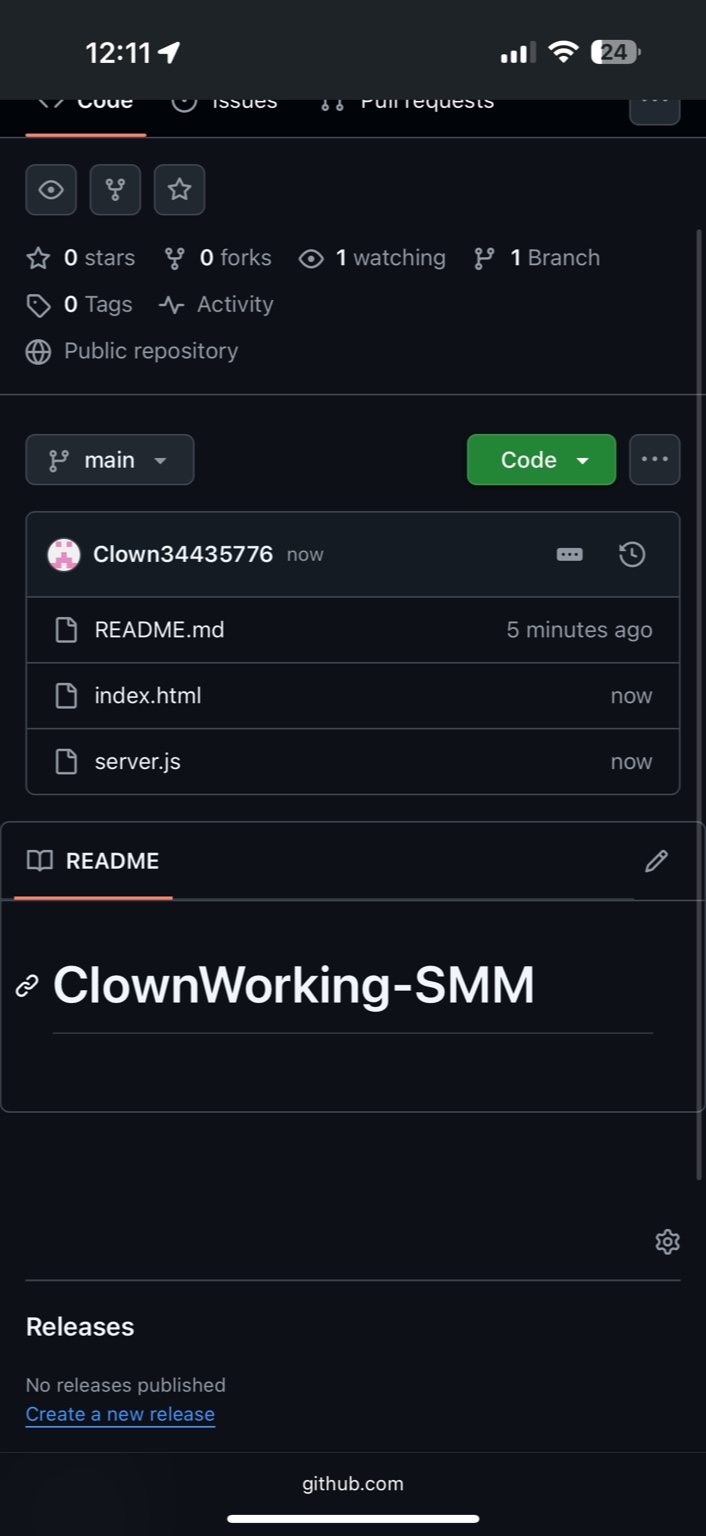 12:11
24
Code Issues Pull requests
0 stars 0 forks 1 watching 1 Branch
0 Tags Activity
Public repository
main Code
Clown34435776 now
README.md 5 minutes ago
index.html now
server.js now
README
ClownWorking-SMM
Releases
No releases published
Create a new release
github.com